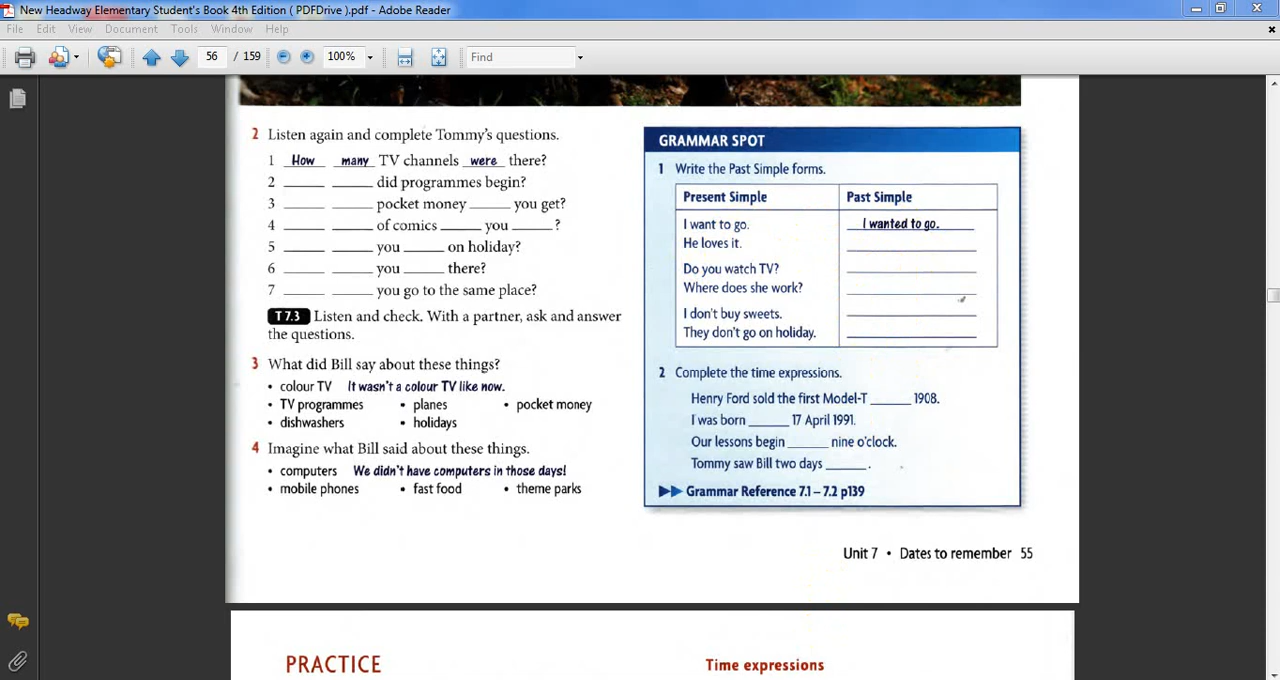 New Headway Elementary Student's Book 4th Edition ( PDFDrive ).pdf - Adobe Reader
File Edit View Document Tools Window Help
56 / 159 100% Find
2 Listen again and complete Tommy's questions.
1 How many TV channels were there?
2 ______ ______ did programmes begin?
3 ______ ______ pocket money ______ you get?
4 ______ ______ of comics ______ you ______?
5 ______ ______ you ______ on holiday?
6 ______ ______ you ______ there?
7 ______ ______ you go to the same place?
T 7.3 Listen and check. With a partner, ask and answer
the questions.
3 What did Bill say about these things?
• colour TV It wasn't a colour TV like now.
• TV programmes • planes • pocket money
• dishwashers • holidays
4 Imagine what Bill said about these things.
• computers We didn't have computers in those days!
• mobile phones • fast food • theme parks
GRAMMAR SPOT
1 Write the Past Simple forms.
Present Simple Past Simple
I want to go. I wanted to go.
He loves it.
Do you watch TV?
Where does she work?
I don't buy sweets.
They don't go on holiday.
2 Complete the time expressions.
Henry Ford sold the first Model-T ______ 1908.
I was born ______ 17 April 1991.
Our lessons begin ______ nine o'clock.
Tommy saw Bill two days ______.
▶▶ Grammar Reference 7.1 – 7.2 p139
Unit 7 • Dates to remember 55
PRACTICE
Time expressions